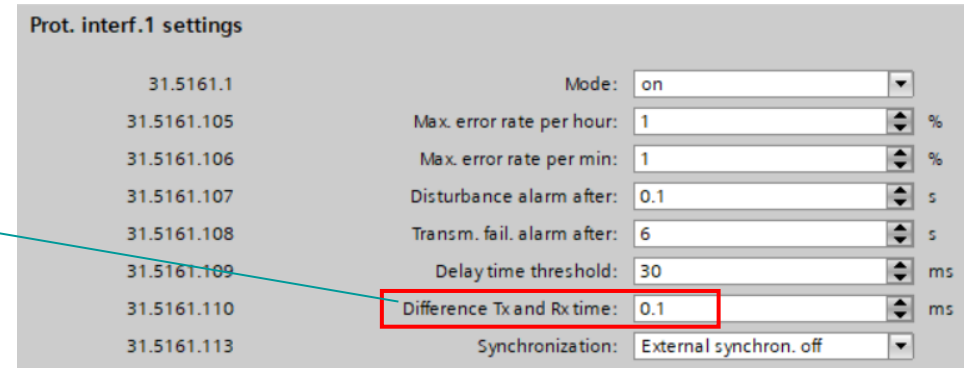 Prot. interf.1 settings
31.5161.1 Mode: on
31.5161.105 Max. error rate per hour: 1 %
31.5161.106 Max. error rate per min: 1 %
31.5161.107 Disturbance alarm after: 0.1 s
31.5161.108 Transm. fail. alarm after: 6 s
31.5161.109 Delay time threshold: 30 ms
31.5161.110 Difference Tx and Rx time: 0.1 ms
31.5161.113 Synchronization: External synchron. off